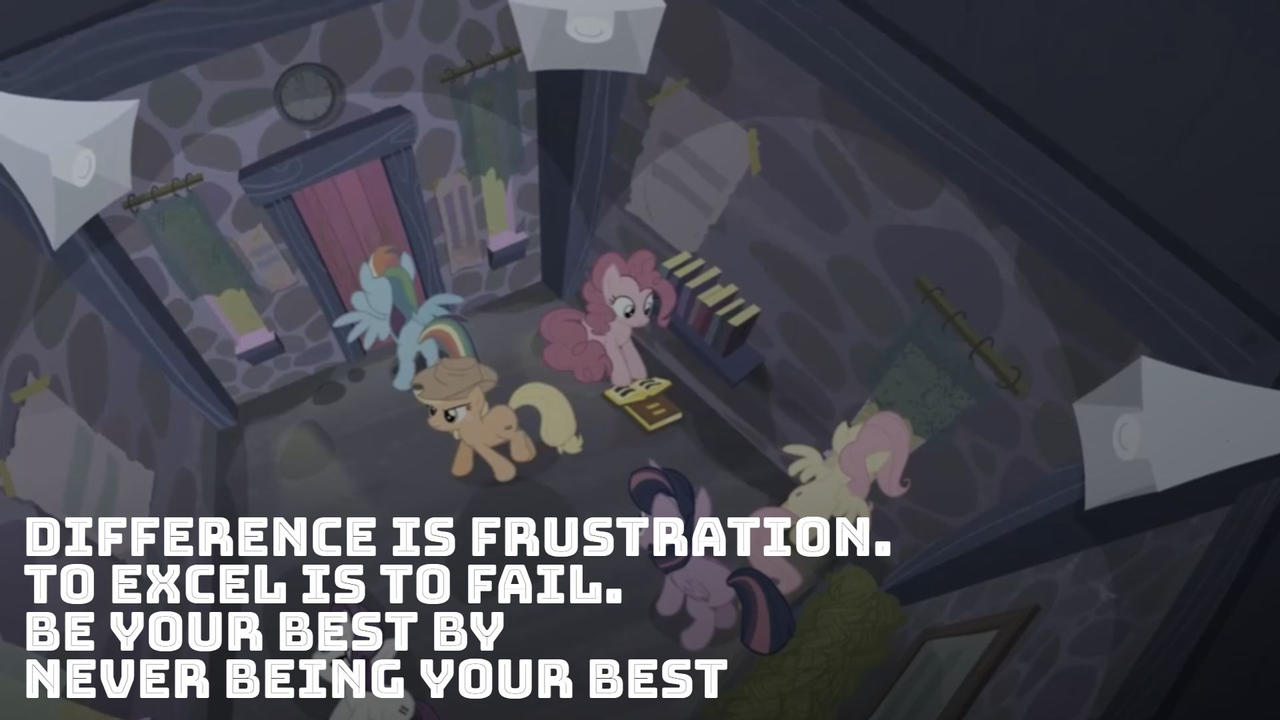 DIFFERENCE IS FRUSTRATION.
TO EXCEL IS TO FAIL.
BE YOUR BEST BY
NEVER BEING YOUR BEST